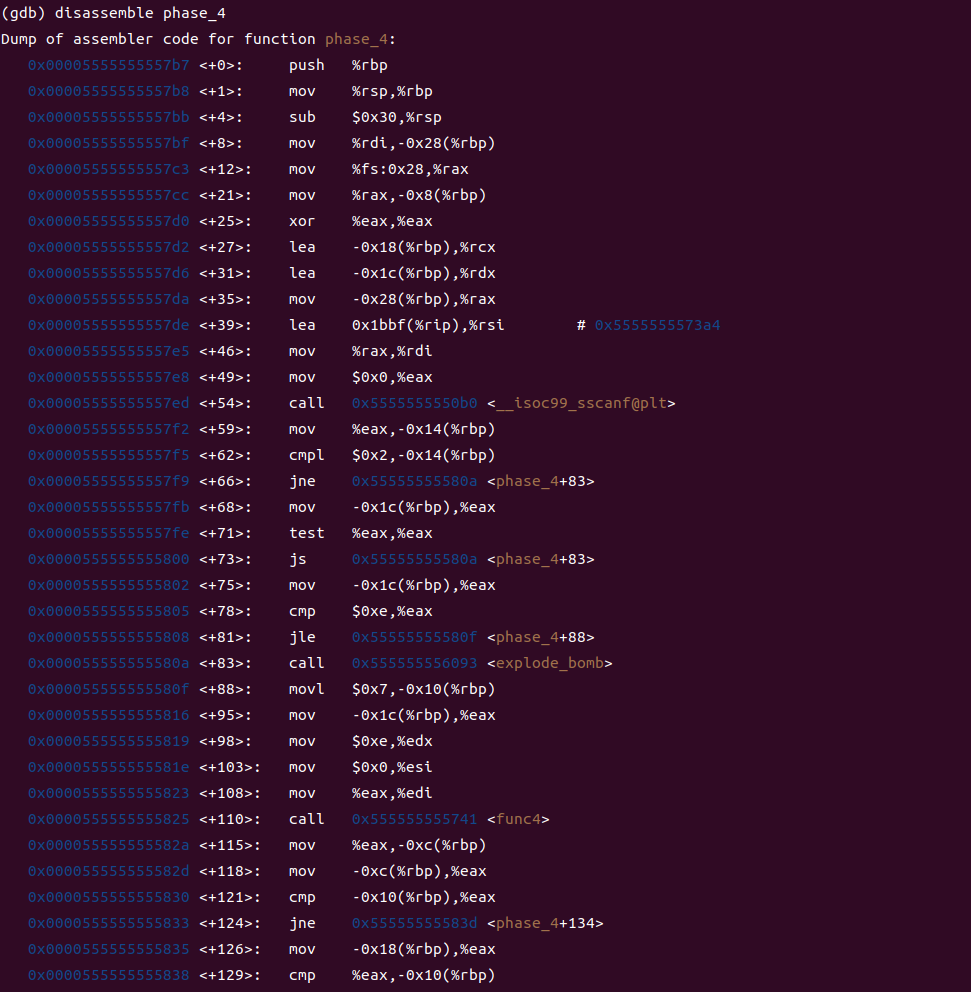 (gdb) disassemble phase_4
Dump of assembler code for function phase_4:
   0x00005555555557b7 <+0>:     push   %rbp
   0x00005555555557b8 <+1>:     mov    %rsp,%rbp
   0x00005555555557bb <+4>:     sub    $0x30,%rsp
   0x00005555555557bf <+8>:     mov    %rdi,-0x28(%rbp)
   0x00005555555557c3 <+12>:    mov    %fs:0x28,%rax
   0x00005555555557cc <+21>:    mov    %rax,-0x8(%rbp)
   0x00005555555557d0 <+25>:    xor    %eax,%eax
   0x00005555555557d2 <+27>:    lea    -0x18(%rbp),%rcx
   0x00005555555557d6 <+31>:    lea    -0x1c(%rbp),%rdx
   0x00005555555557da <+35>:    mov    -0x28(%rbp),%rax
   0x00005555555557de <+39>:    lea    0x1bbf(%rip),%rsi        # 0x5555555573a4
   0x00005555555557e5 <+46>:    mov    %rax,%rdi
   0x00005555555557e8 <+49>:    mov    $0x0,%eax
   0x00005555555557ed <+54>:    call   0x5555555550b0 <__isoc99_sscanf@plt>
   0x00005555555557f2 <+59>:    mov    %eax,-0x14(%rbp)
   0x00005555555557f5 <+62>:    cmpl   $0x2,-0x14(%rbp)
   0x00005555555557f9 <+66>:    jne    0x55555555580a <phase_4+83>
   0x00005555555557fb <+68>:    mov    -0x1c(%rbp),%eax
   0x00005555555557fe <+71>:    test   %eax,%eax
   0x0000555555555800 <+73>:    js     0x55555555580a <phase_4+83>
   0x0000555555555802 <+75>:    mov    -0x1c(%rbp),%eax
   0x0000555555555805 <+78>:    cmp    $0xe,%eax
   0x0000555555555808 <+81>:    jle    0x55555555580f <phase_4+88>
   0x000055555555580a <+83>:    call   0x555555556093 <explode_bomb>
   0x000055555555580f <+88>:    movl   $0x7,-0x10(%rbp)
   0x0000555555555816 <+95>:    mov    -0x1c(%rbp),%eax
   0x0000555555555819 <+98>:    mov    $0xe,%edx
   0x000055555555581e <+103>:   mov    $0x0,%esi
   0x0000555555555823 <+108>:   mov    %eax,%edi
   0x0000555555555825 <+110>:   call   0x555555555741 <func4>
   0x000055555555582a <+115>:   mov    %eax,-0xc(%rbp)
   0x000055555555582d <+118>:   mov    -0xc(%rbp),%eax
   0x0000555555555830 <+121>:   cmp    -0x10(%rbp),%eax
   0x0000555555555833 <+124>:   jne    0x55555555583d <phase_4+134>
   0x0000555555555835 <+126>:   mov    -0x18(%rbp),%eax
   0x0000555555555838 <+129>:   cmp    %eax,-0x10(%rbp)